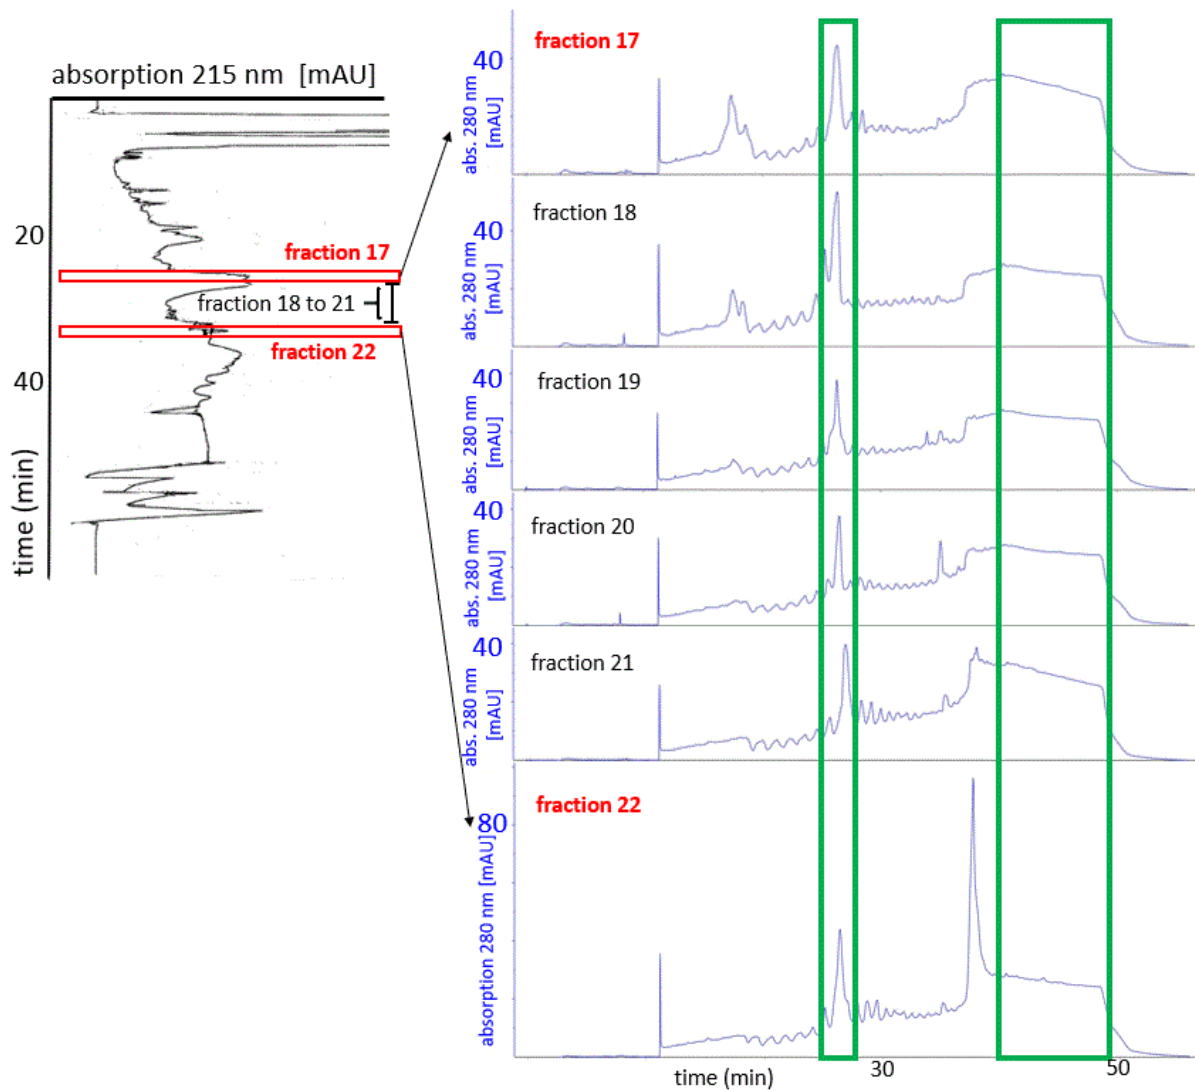 absorption 215 nm [mAU]
20
fraction 17
fraction 18 to 21
fraction 22
40
time (min)
fraction 17
40
abs. 280 nm
[mAU]
fraction 18
40
abs. 280 nm
[mAU]
fraction 19
40
abs. 280 nm
[mAU]
fraction 20
40
abs. 280 nm
[mAU]
fraction 21
40
abs. 280 nm
[mAU]
fraction 22
80
absorption 280 nm [mAU]
time (min)
30
50